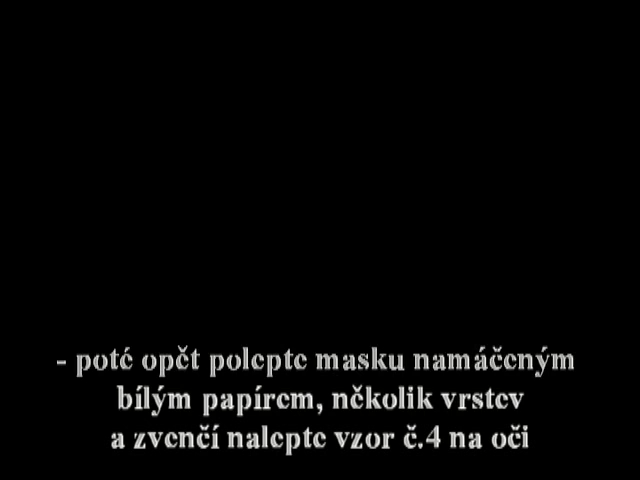 - poté opět polepte masku namáčeným
bílým papírem, několik vrstev
a zvenčí nalepte vzor č.4 na oči